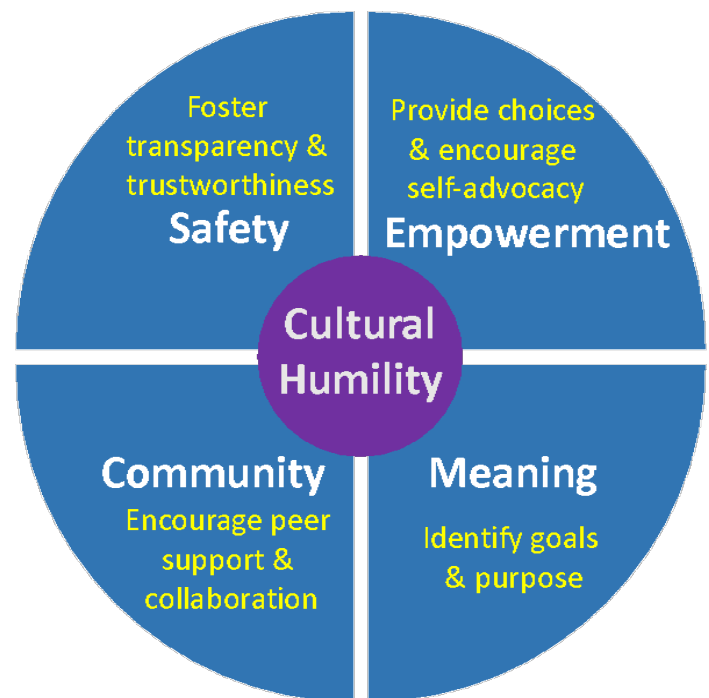 Foster
transparency &
trustworthiness
Safety
Provide choices
& encourage
self-advocacy
Empowerment
Cultural
Humility
Community
Encourage peer
support &
collaboration
Meaning
Identify goals
& purpose